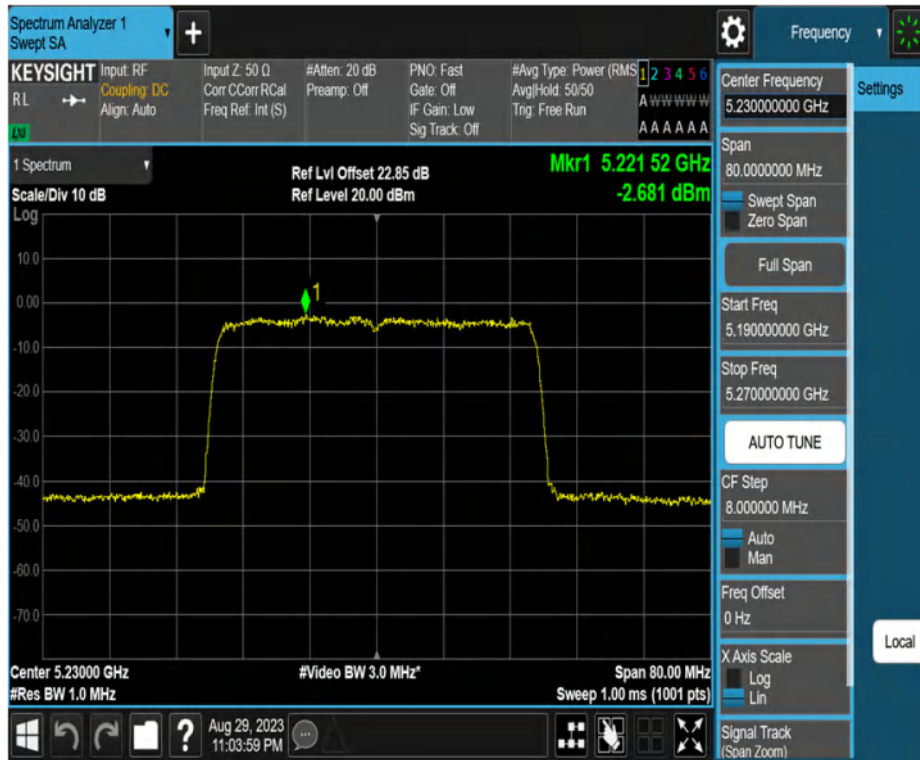 Spectrum Analyzer 1
Swept SA
+
Frequency
KEYSIGHT
RL
LXI
Input: RF
Coupling: DC
Align: Auto
Input Z: 50 Ω
Corr CCorr RCal
Freq Ref: Int (S)
#Atten: 20 dB
Preamp: Off
PNO: Fast
Gate: Off
IF Gain: Low
Sig Track: Off
#Avg Type: Power (RMS
Avg|Hold: 50/50
Trig: Free Run
1 2 3 4 5 6
A W W W W W
A A A A A A
1 Spectrum
Scale/Div 10 dB
Log
Ref Lvl Offset 22.85 dB
Ref Level 20.00 dBm
Mkr1 5.221 52 GHz
-2.681 dBm
10.0
0.00
-10.0
-20.0
-30.0
-40.0
-50.0
-60.0
-70.0
1
Center 5.23000 GHz
#Res BW 1.0 MHz
#Video BW 3.0 MHz*
Span 80.00 MHz
Sweep 1.00 ms (1001 pts)
?
Aug 29, 2023
11:03:59 PM
Center Frequency
5.230000000 GHz
Span
80.0000000 MHz
Swept Span
Zero Span
Full Span
Start Freq
5.190000000 GHz
Stop Freq
5.270000000 GHz
AUTO TUNE
CF Step
8.000000 MHz
Auto
Man
Freq Offset
0 Hz
X Axis Scale
Log
Lin
Signal Track
(Span Zoom)
Settings
Local